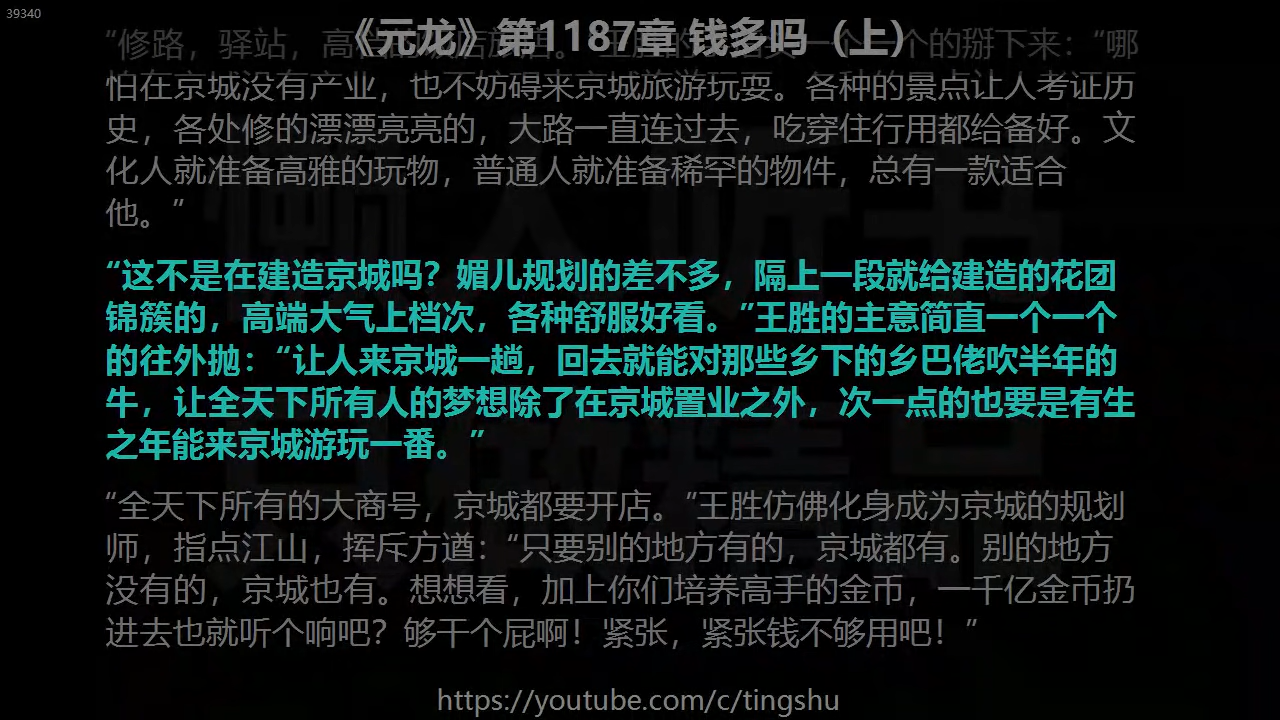 39340
《元龙》第1187章 钱多吗（上）
“修路，驿站，高 一个一个的掰下来：“哪
怕在京城没有产业，也不妨碍来京城旅游玩耍。各种的景点让人考证历
史，各处修的漂漂亮亮的，大路一直连过去，吃穿住行用都给备好。文
化人就准备高雅的玩物，普通人就准备稀罕的物件，总有一款适合
他。”
“这不是在建造京城吗？媚儿规划的差不多，隔上一段就给建造的花团
锦簇的，高端大气上档次，各种舒服好看。”王胜的主意简直一个一个
的往外抛：“让人来京城一趟，回去就能对那些乡下的乡巴佬吹半年的
牛，让全天下所有人的梦想除了在京城置业之外，次一点的也要是有生
之年能来京城游玩一番。”
“全天下所有的大商号，京城都要开店。”王胜仿佛化身成为京城的规划
师，指点江山，挥斥方遒：“只要别的地方有的，京城都有。别的地方
没有的，京城也有。想想看，加上你们培养高手的金币，一千亿金币扔
进去也就听个响吧？够干个屁啊！紧张，紧张钱不够用吧！”
https://youtube.com/c/tingshu